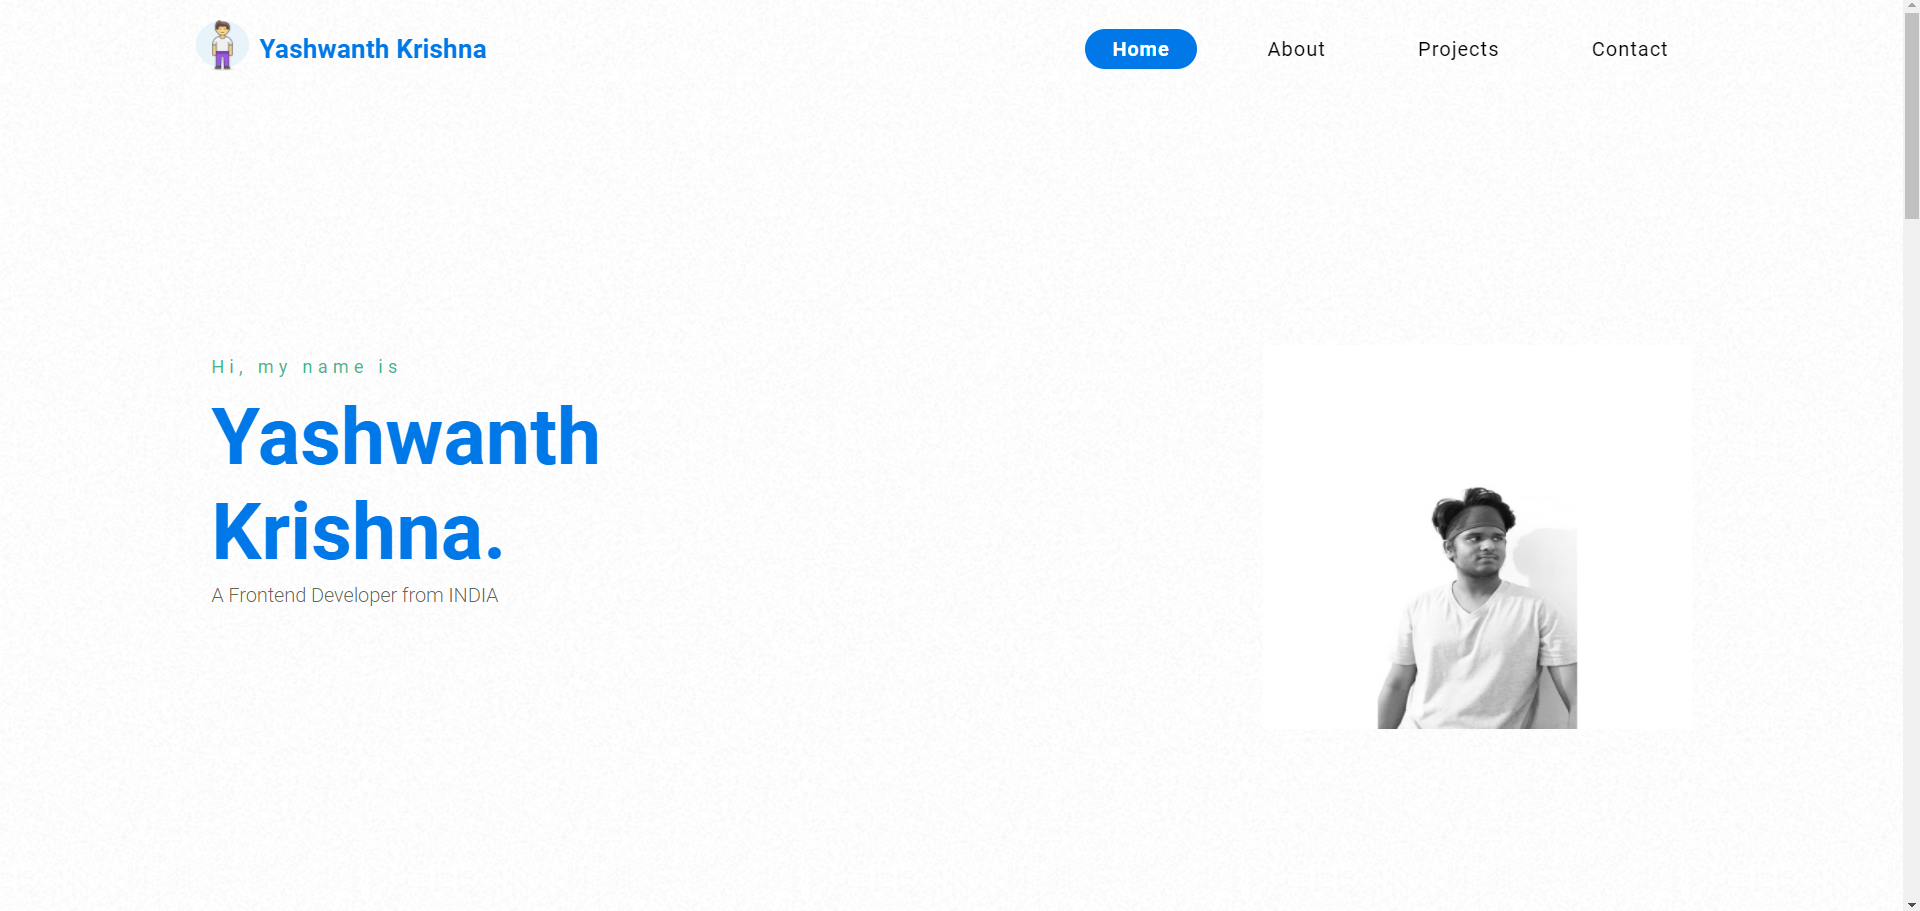 Yashwanth Krishna
Home
About
Projects
Contact
Hi, my name is
Yashwanth
Krishna.
A Frontend Developer from INDIA